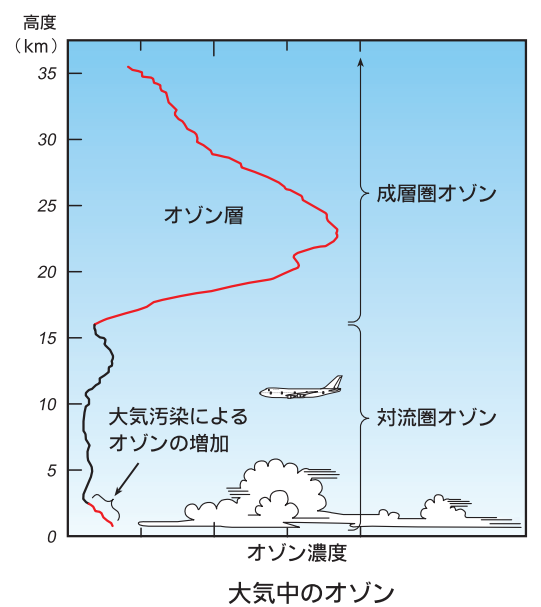 高度
（km）
35
30
25
20
15
10
5
0
オゾン層
成層圏オゾン
対流圏オゾン
大気汚染による
オゾンの増加
オゾン濃度
大気中のオゾン